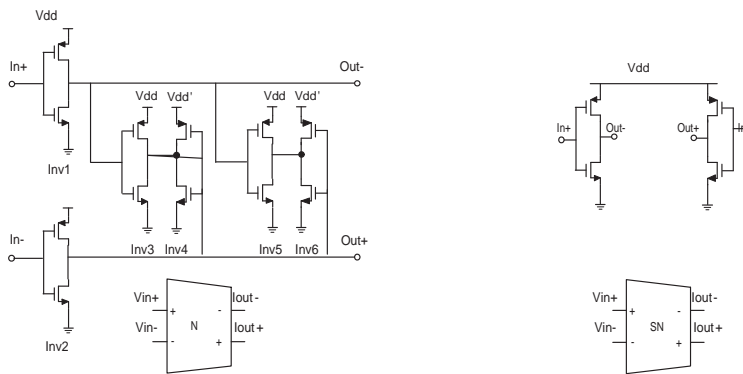 Vdd
In+
Out-
Vdd Vdd'
Vdd Vdd'
Inv1
In-
Inv3 Inv4
Inv5 Inv6
Out+
Inv2
Vin+
Vin-
+
-
N
-
+
Iout-
Iout+
Vdd
In+
Out-
Out+
Vin+
Vin-
+
-
SN
-
+
Iout-
Iout+